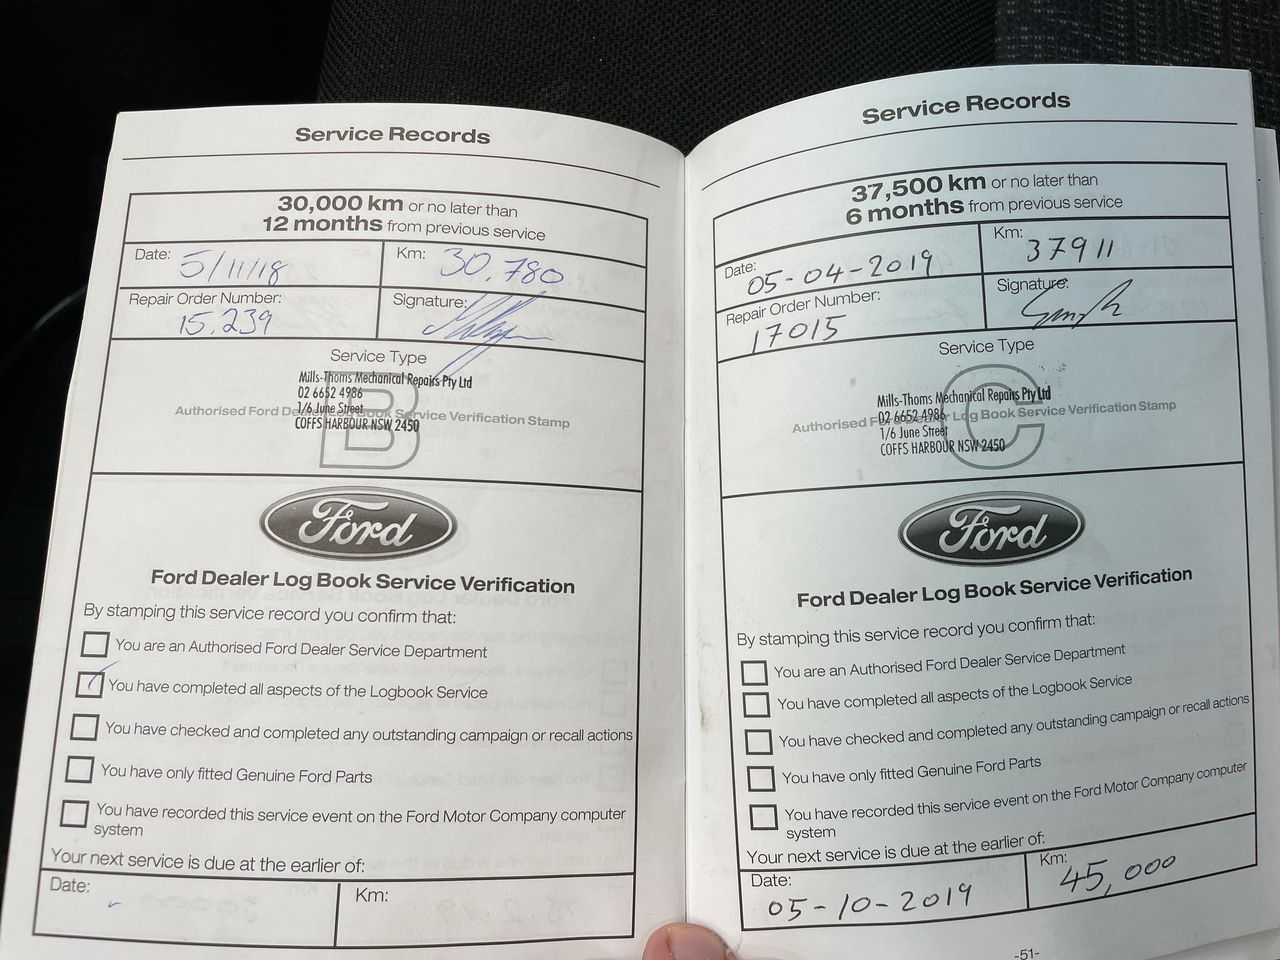 Service Records
30,000 km or no later than
12 months from previous service
Date: 5/11/18
Km: 30,780
Repair Order Number: 15,239
Signature:
Service Type
B
Mills-Thoms Mechanical Repairs Pty Ltd
02 6652 4986
1/6 June Street
COFFS HARBOUR NSW 2450
Authorised Ford Dealer Log Book Service Verification Stamp
Ford
Ford Dealer Log Book Service Verification
By stamping this service record you confirm that:
You are an Authorised Ford Dealer Service Department
You have completed all aspects of the Logbook Service
You have checked and completed any outstanding campaign or recall actions
You have only fitted Genuine Ford Parts
You have recorded this service event on the Ford Motor Company computer
system
Your next service is due at the earlier of:
Date:
Km:
Service Records
37,500 km or no later than
6 months from previous service
Date: 05-04-2019
Km: 37911
Repair Order Number: 17015
Signature:
Service Type
C
Mills-Thoms Mechanical Repairs Pty Ltd
02 6652 4986
1/6 June Street
COFFS HARBOUR NSW 2450
Authorised Ford Dealer Log Book Service Verification Stamp
Ford
Ford Dealer Log Book Service Verification
By stamping this service record you confirm that:
You are an Authorised Ford Dealer Service Department
You have completed all aspects of the Logbook Service
You have checked and completed any outstanding campaign or recall actions
You have only fitted Genuine Ford Parts
You have recorded this service event on the Ford Motor Company computer
system
Your next service is due at the earlier of:
Date: 05-10-2019
Km: 45,000
-51-